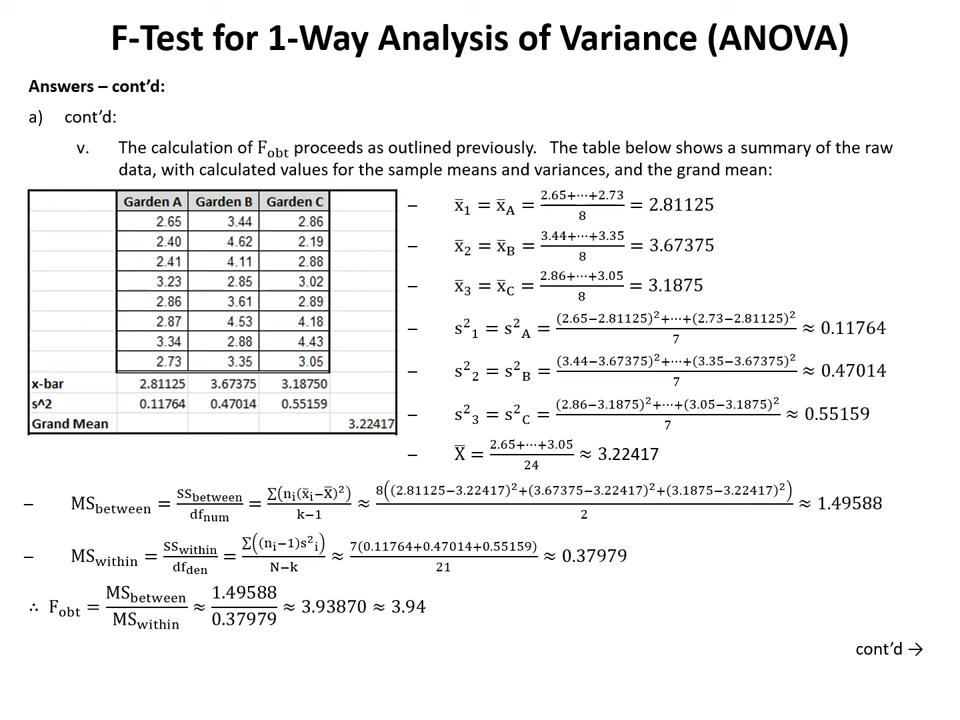 F-Test for 1-Way Analysis of Variance (ANOVA)
Answers – cont’d:
a) cont’d:
v. The calculation of F_obt proceeds as outlined previously. The table below shows a summary of the raw
data, with calculated values for the sample means and variances, and the grand mean:
Garden A Garden B Garden C
2.65 3.44 2.86
2.40 4.62 2.19
2.41 4.11 2.88
3.23 2.85 3.02
2.86 3.61 2.89
2.87 4.53 4.18
3.34 2.88 4.43
2.73 3.35 3.05
x-bar 2.81125 3.67375 3.18750
s^2 0.11764 0.47014 0.55159
Grand Mean 3.22417
– x̄₁ = x̄_A = (2.65+⋯+2.73)/8 = 2.81125
– x̄₂ = x̄_B = (3.44+⋯+3.35)/8 = 3.67375
– x̄₃ = x̄_C = (2.86+⋯+3.05)/8 = 3.1875
– s²₁ = s²_A = ((2.65−2.81125)²+⋯+(2.73−2.81125)²)/7 ≈ 0.11764
– s²₂ = s²_B = ((3.44−3.67375)²+⋯+(3.35−3.67375)²)/7 ≈ 0.47014
– s²₃ = s²_C = ((2.86−3.1875)²+⋯+(3.05−3.1875)²)/7 ≈ 0.55159
– X̿ = (2.65+⋯+3.05)/24 ≈ 3.22417
– MS_between = SS_between/df_num = Σ(n_i(x̄_i−X̿)²)/(k−1) ≈ 8((2.81125−3.22417)²+(3.67375−3.22417)²+(3.1875−3.22417)²)/2 ≈ 1.49588
– MS_within = SS_within/df_den = Σ((n_i−1)s²_i)/(N−k) ≈ 7(0.11764+0.47014+0.55159)/21 ≈ 0.37979
∴ F_obt = MS_between/MS_within ≈ 1.49588/0.37979 ≈ 3.93870 ≈ 3.94
cont’d →